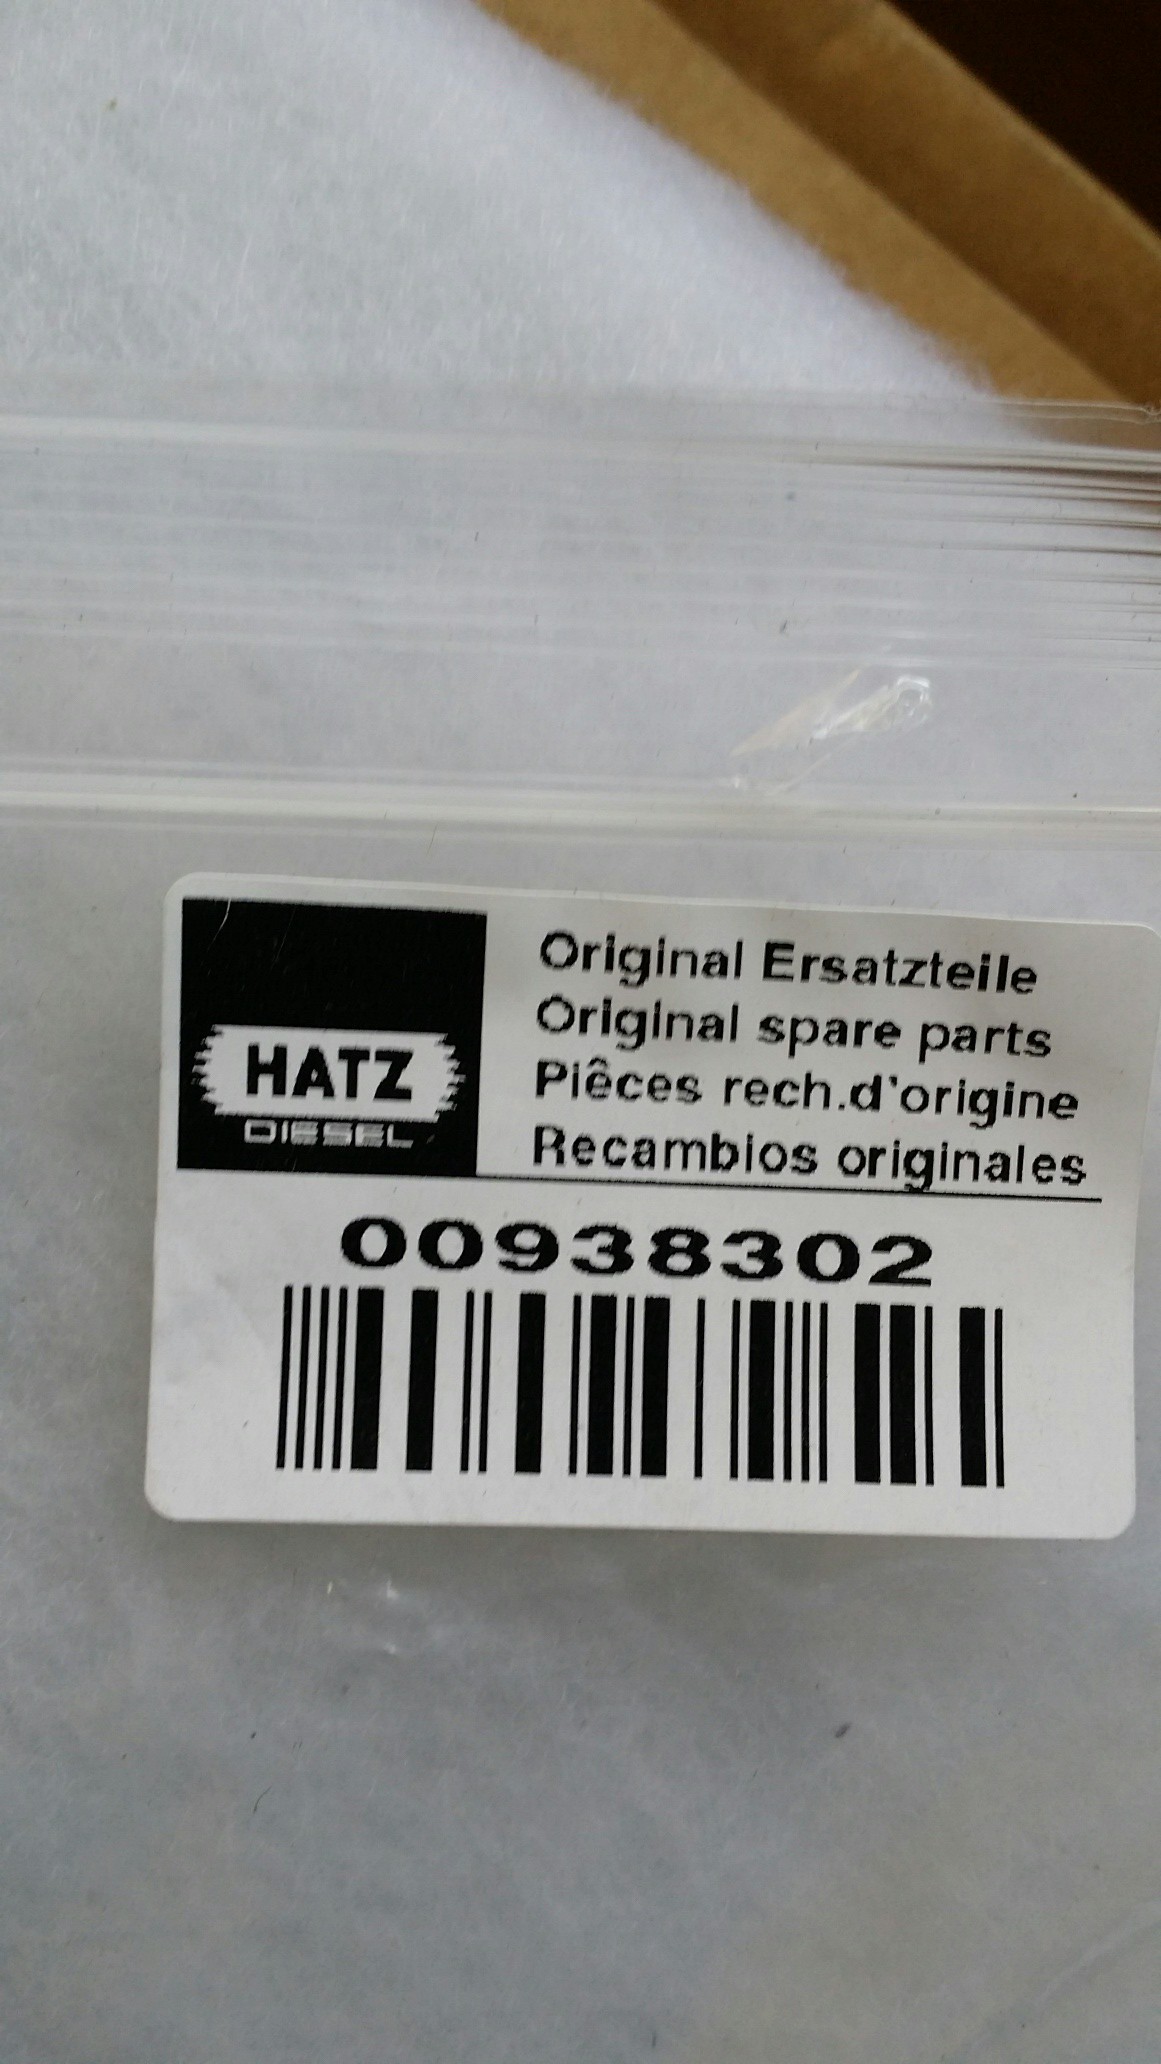 HATZ
DIESEL
Original Ersatzteile
Original spare parts
Pièces rech.d'origine
Recambios originales
00938302